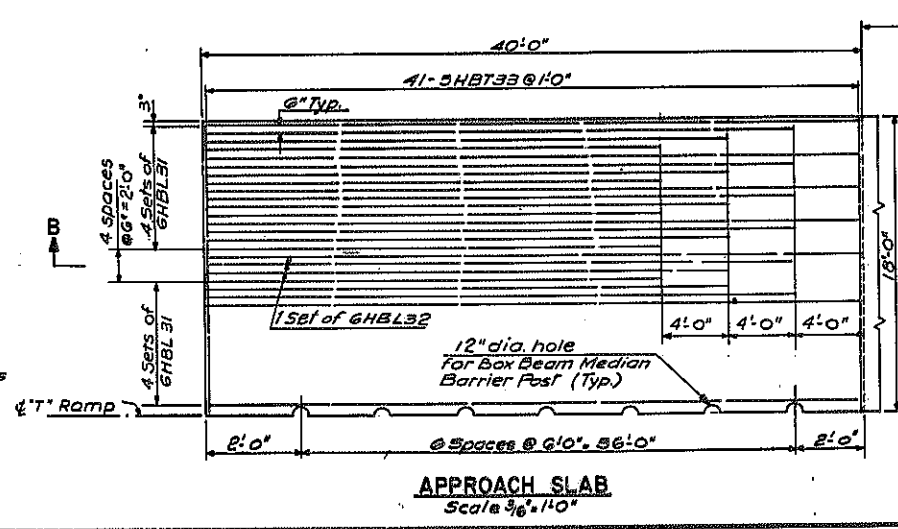 40'-0"
41-5HBT33@1'-0"
6" Typ.
3"
4 Sets of
6HBL31
4 spaces
@6"=2'-0"
B
18'-0"
1 Set of 6HBL32
4'-0" 4'-0" 4'-0"
4 Sets of
6HBL31
12" dia. hole
for Box Beam Median
Barrier Post (Typ.)
℄ "T" Ramp
2'-0" 6 Spaces @ 6'-0" = 36'-0" 2'-0"
APPROACH SLAB
Scale 3/16" = 1'-0"